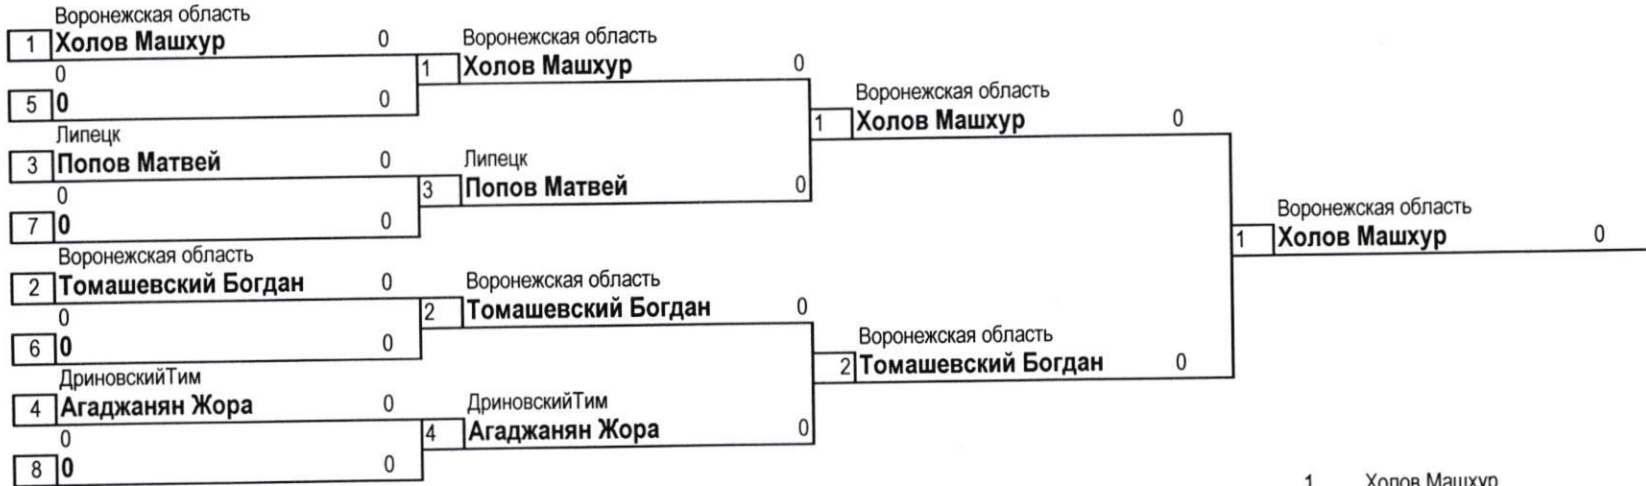 Воронежская область
1 Холов Машхур 0
0
5 0 0
Липецк
3 Попов Матвей 0
0
7 0 0
Воронежская область
2 Томашевский Богдан 0
0
6 0 0
ДриновскийТим
4 Агаджанян Жора 0
0
8 0 0
Воронежская область
1 Холов Машхур 0
Липецк
3 Попов Матвей 0
Воронежская область
2 Томашевский Богдан 0
ДриновскийТим
4 Агаджанян Жора 0
Воронежская область
1 Холов Машхур 0
Воронежская область
2 Томашевский Богдан 0
Воронежская область
1 Холов Машхур 0
1 Холов Машхур